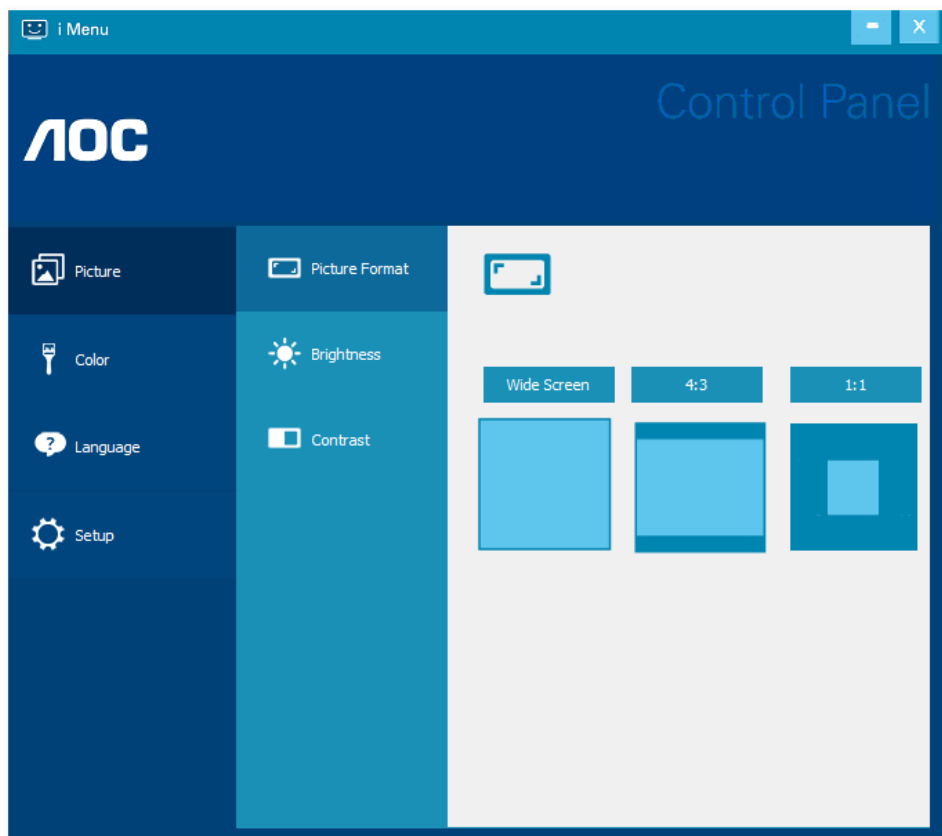 i Menu
X
Control Panel
AOC
Picture
Color
Language
Setup
Picture Format
Brightness
Contrast
Wide Screen
4:3
1:1